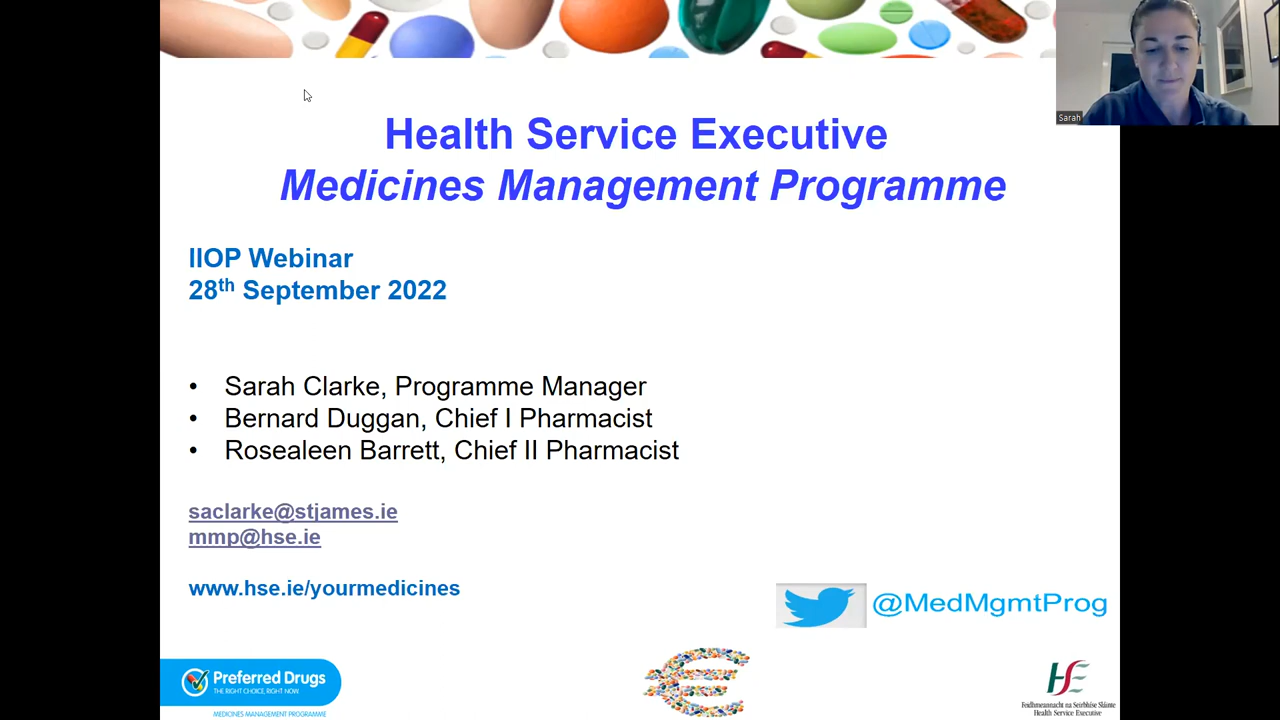 Sarah
Health Service Executive
Medicines Management Programme
IIOP Webinar
28th September 2022
• Sarah Clarke, Programme Manager
• Bernard Duggan, Chief I Pharmacist
• Rosealeen Barrett, Chief II Pharmacist
saclarke@stjames.ie
mmp@hse.ie
www.hse.ie/yourmedicines
@MedMgmtProg
Preferred Drugs
THE RIGHT CHOICE, RIGHT NOW.
MEDICINES MANAGEMENT PROGRAMME
€
Feidhmeannacht na Seirbhíse Sláinte
Health Service Executive